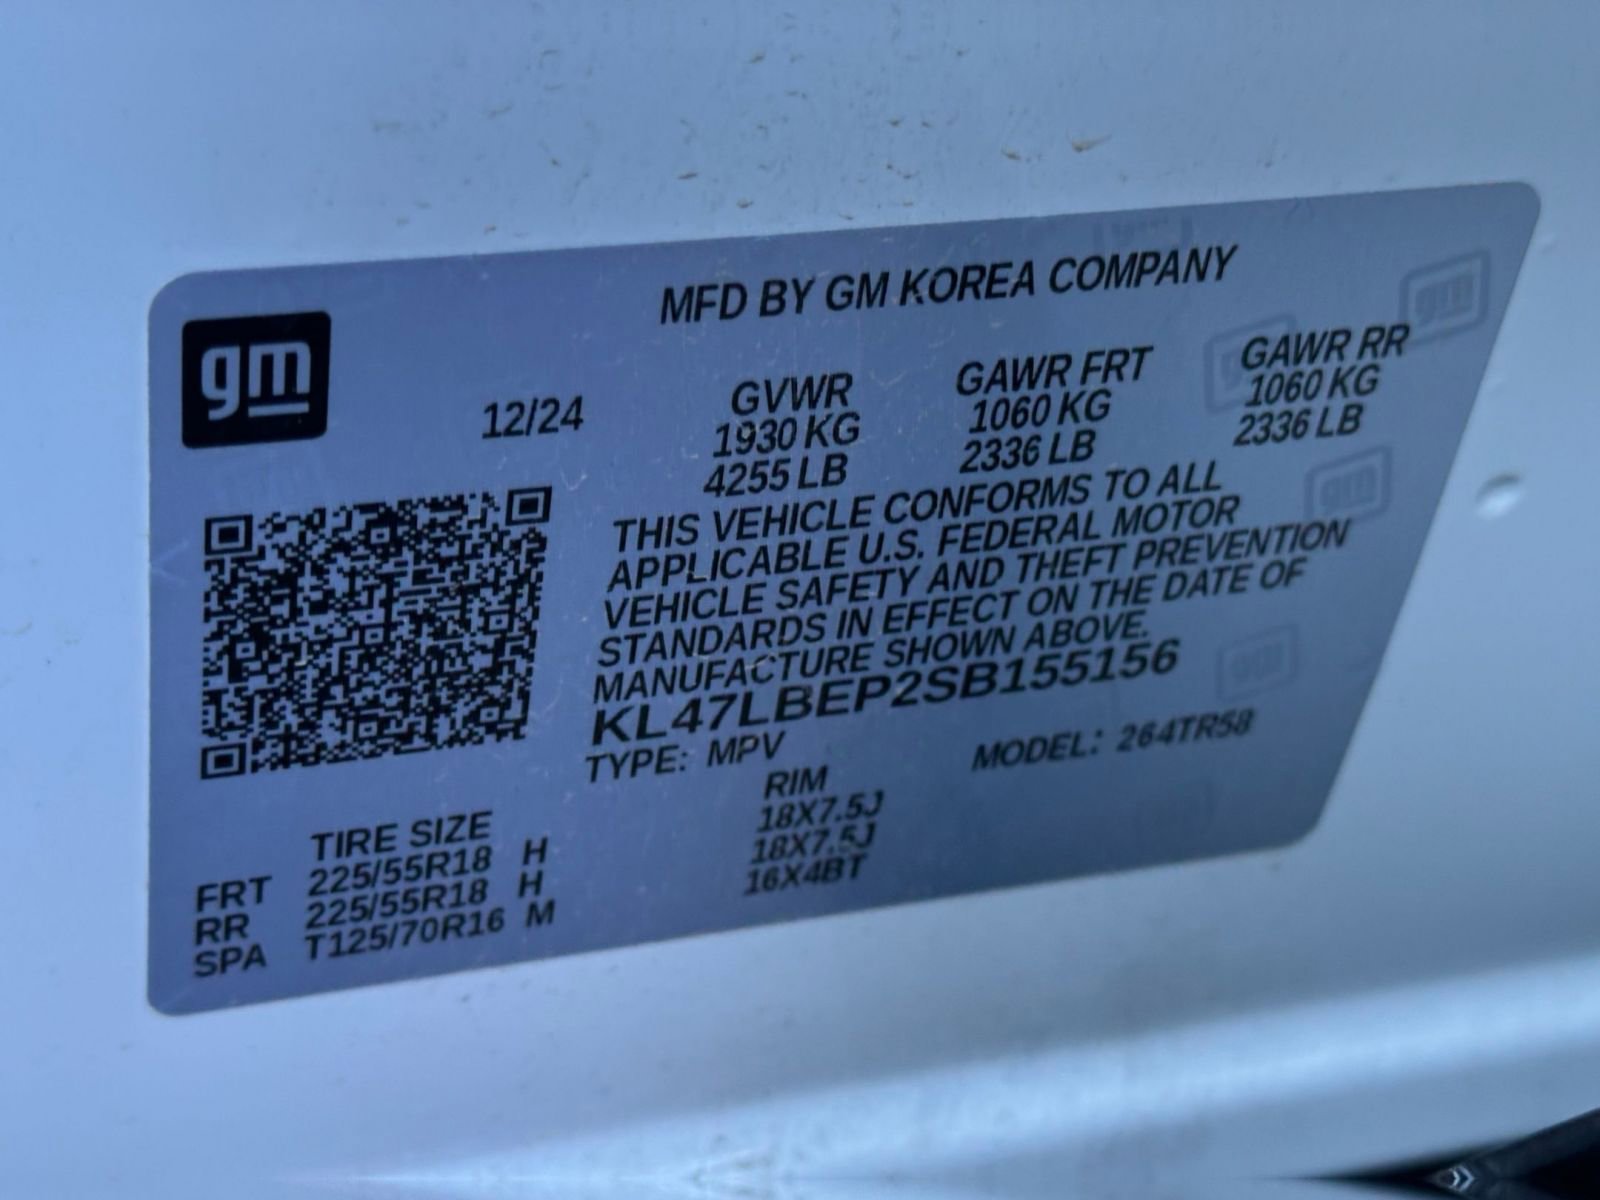 MFD BY GM KOREA COMPANY
gm
12/24
GVWR GAWR FRT GAWR RR
1930 KG 1060 KG 1060 KG
4255 LB 2336 LB 2336 LB
THIS VEHICLE CONFORMS TO ALL
APPLICABLE U.S. FEDERAL MOTOR
VEHICLE SAFETY AND THEFT PREVENTION
STANDARDS IN EFFECT ON THE DATE OF
MANUFACTURE SHOWN ABOVE.
KL47LBEP2SB155156
TYPE: MPV MODEL: 264TR58
TIRE SIZE RIM
FRT 225/55R18 H 18X7.5J
RR 225/55R18 H 18X7.5J
SPA T125/70R16 M 16X4BT